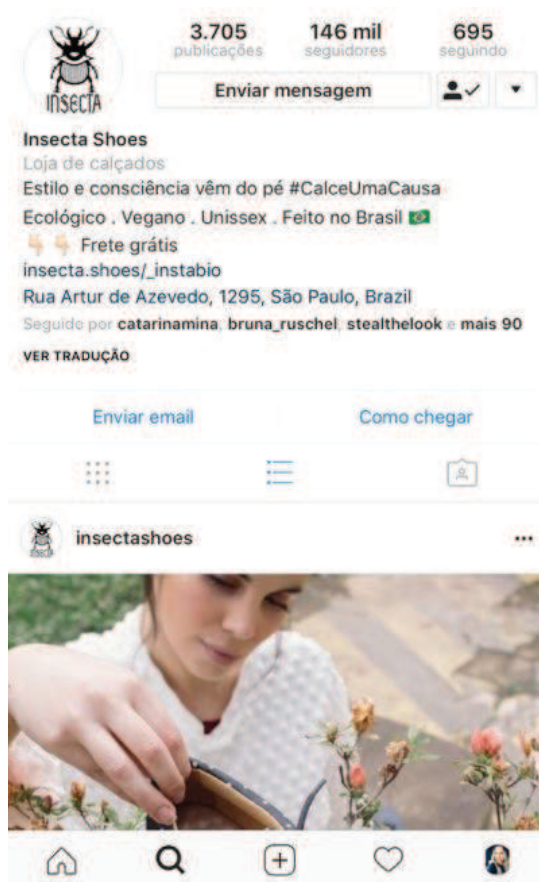 3.705 146 mil 695
publicações seguidores seguindo
Enviar mensagem
INSECTA
Insecta Shoes
Loja de calçados
Estilo e consciência vêm do pé #CalceUmaCausa
Ecológico . Vegano . Unissex . Feito no Brasil 🇧🇷
👇🏻 👇🏻 Frete grátis
insecta.shoes/_instabio
Rua Artur de Azevedo, 1295, São Paulo, Brazil
Seguido por catarinamina, bruna_ruschel, stealthelook e mais 90
VER TRADUÇÃO
Enviar email Como chegar
INSECTA insectashoes